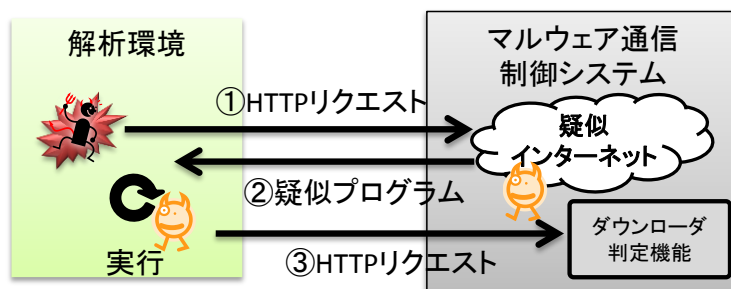 解析環境
マルウェア通信
制御システム
①HTTPリクエスト
疑似
インターネット
②疑似プログラム
実行
③HTTPリクエスト
ダウンローダ
判定機能